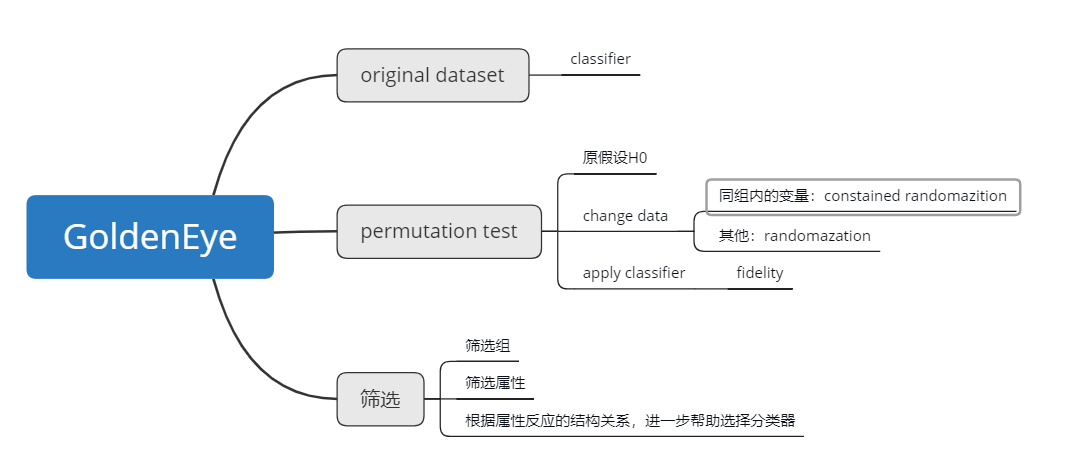 GoldenEye
original dataset
classifier
permutation test
原假设H0
change data
同组内的变量：constained randomazition
其他：randomazation
apply classifier
fidelity
筛选
筛选组
筛选属性
根据属性反应的结构关系，进一步帮助选择分类器